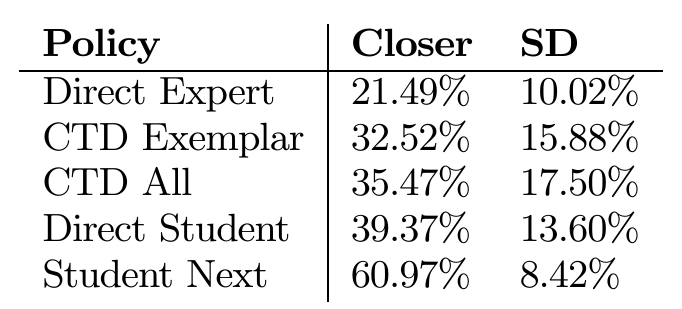 Policy Closer SD
Direct Expert 21.49% 10.02%
CTD Exemplar 32.52% 15.88%
CTD All 35.47% 17.50%
Direct Student 39.37% 13.60%
Student Next 60.97% 8.42%